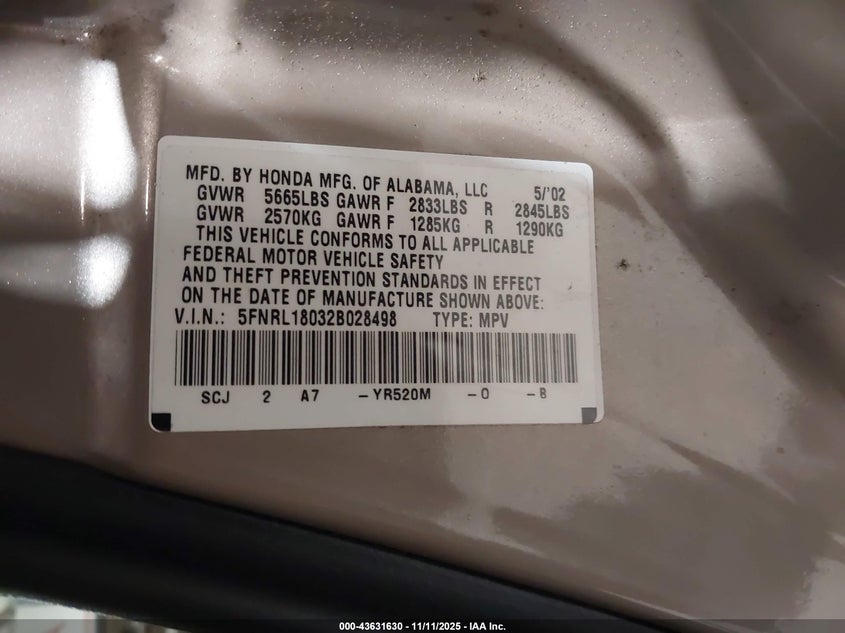 MFD. BY HONDA MFG. OF ALABAMA, LLC 5/'02
GVWR 5665LBS GAWR F 2833LBS R 2845LBS
GVWR 2570KG GAWR F 1285KG R 1290KG
THIS VEHICLE CONFORMS TO ALL APPLICABLE
FEDERAL MOTOR VEHICLE SAFETY
AND THEFT PREVENTION STANDARDS IN EFFECT
ON THE DATE OF MANUFACTURE SHOWN ABOVE:
V.I.N.: 5FNRL18032B028498 TYPE: MPV
SCJ 2 A7 -YR520M -O -B
000-43631630 - 11/11/2025 - IAA Inc.